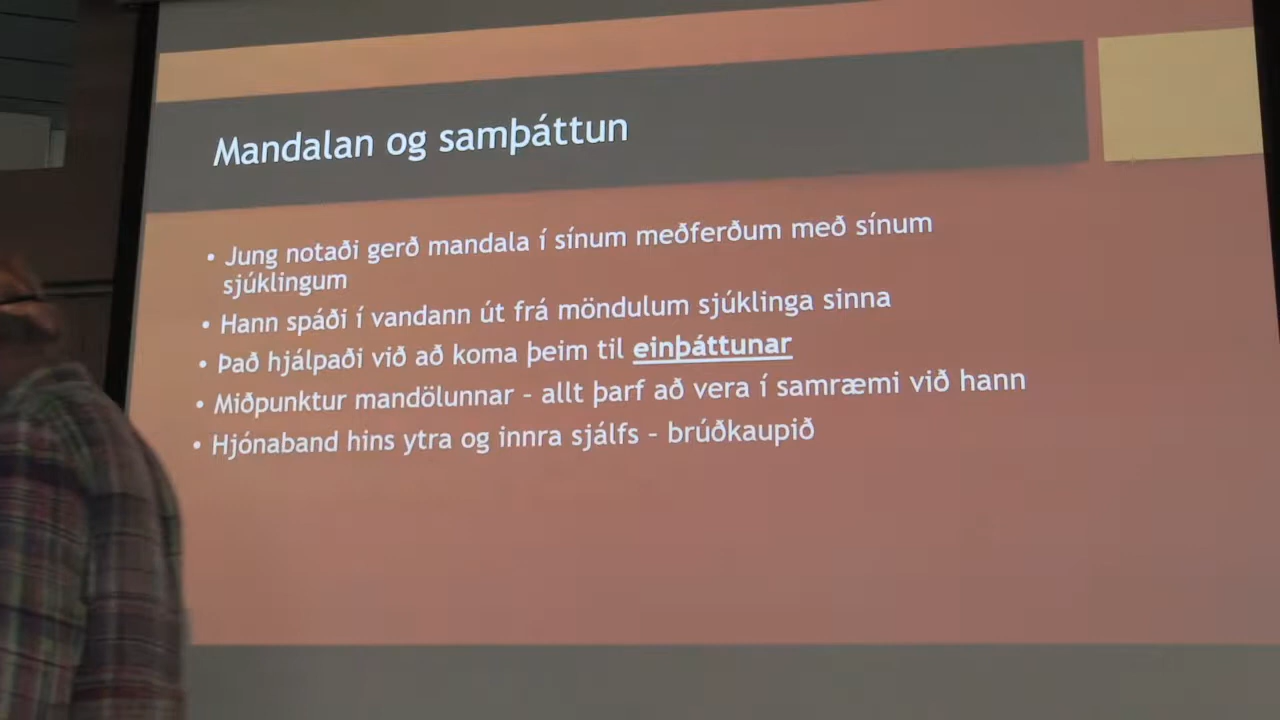 Mandalan og samþáttun
• Jung notaði gerð mandala í sínum meðferðum með sínum
sjúklingum
• Hann spáði í vandann út frá möndulum sjúklinga sinna
• Það hjálpaði við að koma þeim til einþáttunar
• Miðpunktur mandölunnar – allt þarf að vera í samræmi við hann
• Hjónaband hins ytra og innra sjálfs – brúðkaupið